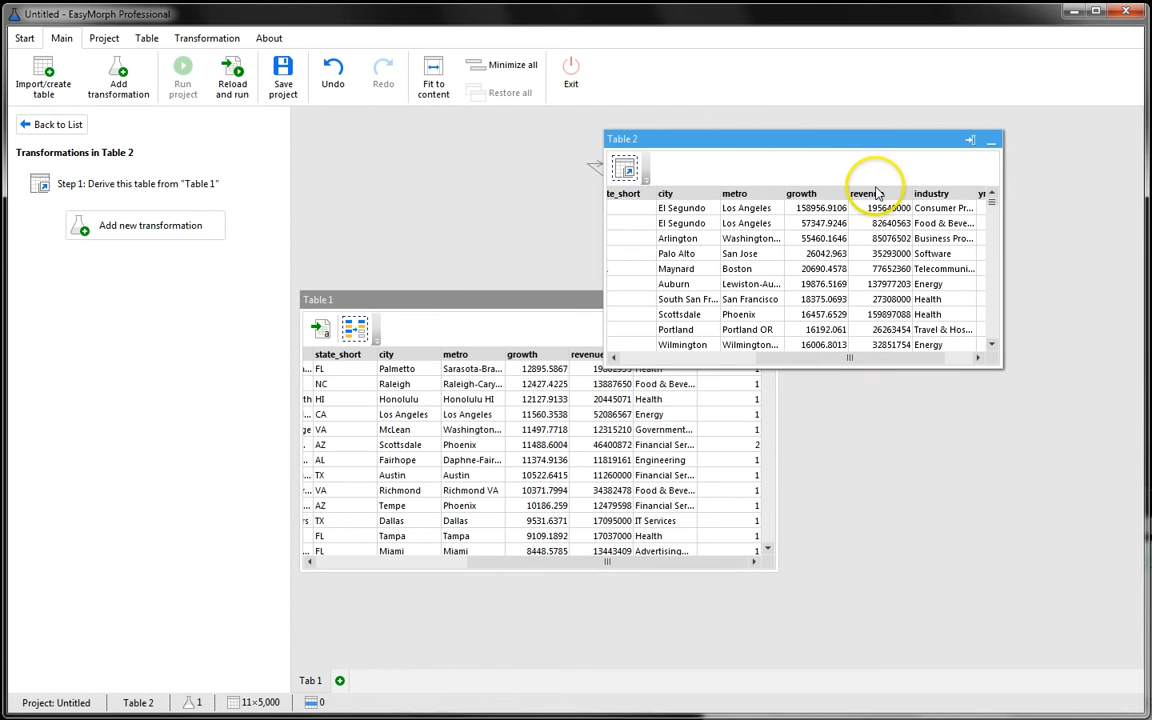 Untitled - EasyMorph Professional
Start Main Project Table Transformation About
Import/create table
Add transformation
Run project
Reload and run
Save project
Undo
Redo
Fit to content
Minimize all
Restore all
Exit
Back to List
Transformations in Table 2
Step 1: Derive this table from "Table 1"
Add new transformation
Table 2
te_short city metro growth revenue industry
El Segundo Los Angeles 158956.9106 195640000 Consumer Pr...
El Segundo Los Angeles 57347.9246 82640563 Food & Beve...
Arlington Washington... 55460.1646 85076502 Business Pro...
Palo Alto San Jose 26042.963 35293000 Software
Maynard Boston 20690.4578 77652360 Telecommuni...
Auburn Lewiston-Au... 19876.5169 137977203 Energy
South San Fr... San Francisco 18375.0693 27308000 Health
Scottsdale Phoenix 16457.6529 159897088 Health
Portland Portland OR 16192.061 26263454 Travel & Hos...
Wilmington Wilmington... 16006.8013 32851754 Energy
Table 1
state_short city metro growth revenu
FL Palmetto Sarasota-Bra... 12895.5867 Health 1
NC Raleigh Raleigh-Cary... 12427.4225 13887650 Food & Beve... 1
HI Honolulu Honolulu HI 12127.9133 20445071 Health 1
CA Los Angeles Los Angeles 11560.3538 52086567 Energy 1
VA McLean Washington... 11497.7718 12315210 Government... 1
AZ Scottsdale Phoenix 11488.6004 46400872 Financial Ser... 2
AL Fairhope Daphne-Fair... 11374.9136 11819161 Engineering 1
TX Austin Austin 10522.6415 11260000 Financial Ser... 1
VA Richmond Richmond VA 10371.7994 34382478 Food & Beve... 1
AZ Tempe Phoenix 10186.259 12479598 Financial Ser... 1
TX Dallas Dallas 9531.6371 17095000 IT Services 1
FL Tampa Tampa 9109.1892 17037000 Health 1
FL Miami Miami 8448.5785 13443409 Advertising... 1
Tab 1
Project: Untitled Table 2 1 11×5,000 0